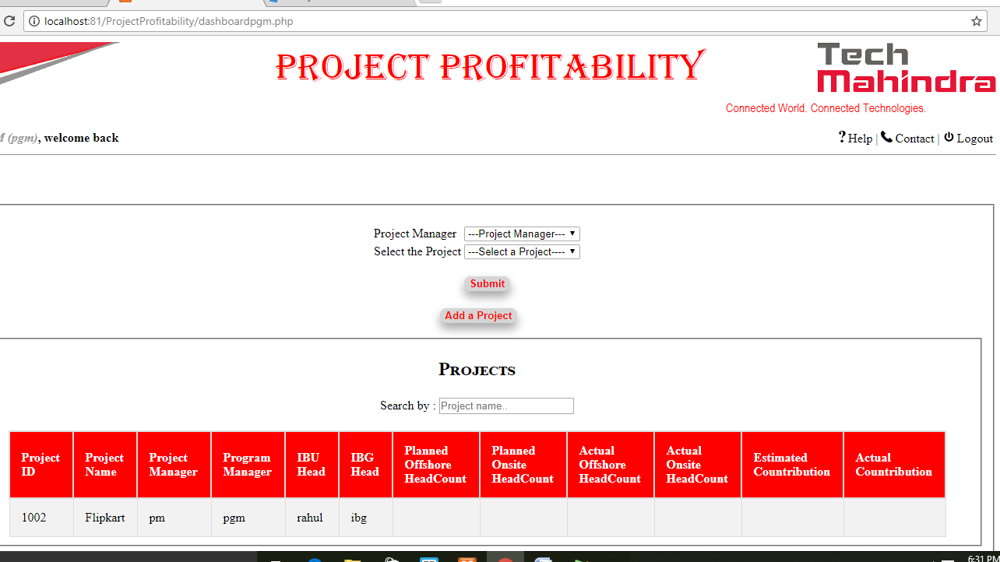 localhost:81/ProjectProfitability/dashboardpgm.php
PROJECT PROFITABILITY
Tech
Mahindra
Connected World. Connected Technologies.
(pgm), welcome back
? Help | Contact | Logout
Project Manager ---Project Manager---
Select the Project ---Select a Project----
Submit
Add a Project
PROJECTS
Search by : Project name..
Project ID Project Name Project Manager Program Manager IBU Head IBG Head Planned Offshore HeadCount Planned Onsite HeadCount Actual Offshore HeadCount Actual Onsite HeadCount Estimated Countribution Actual Countribution
1002 Flipkart pm pgm rahul ibg
6:31 PM